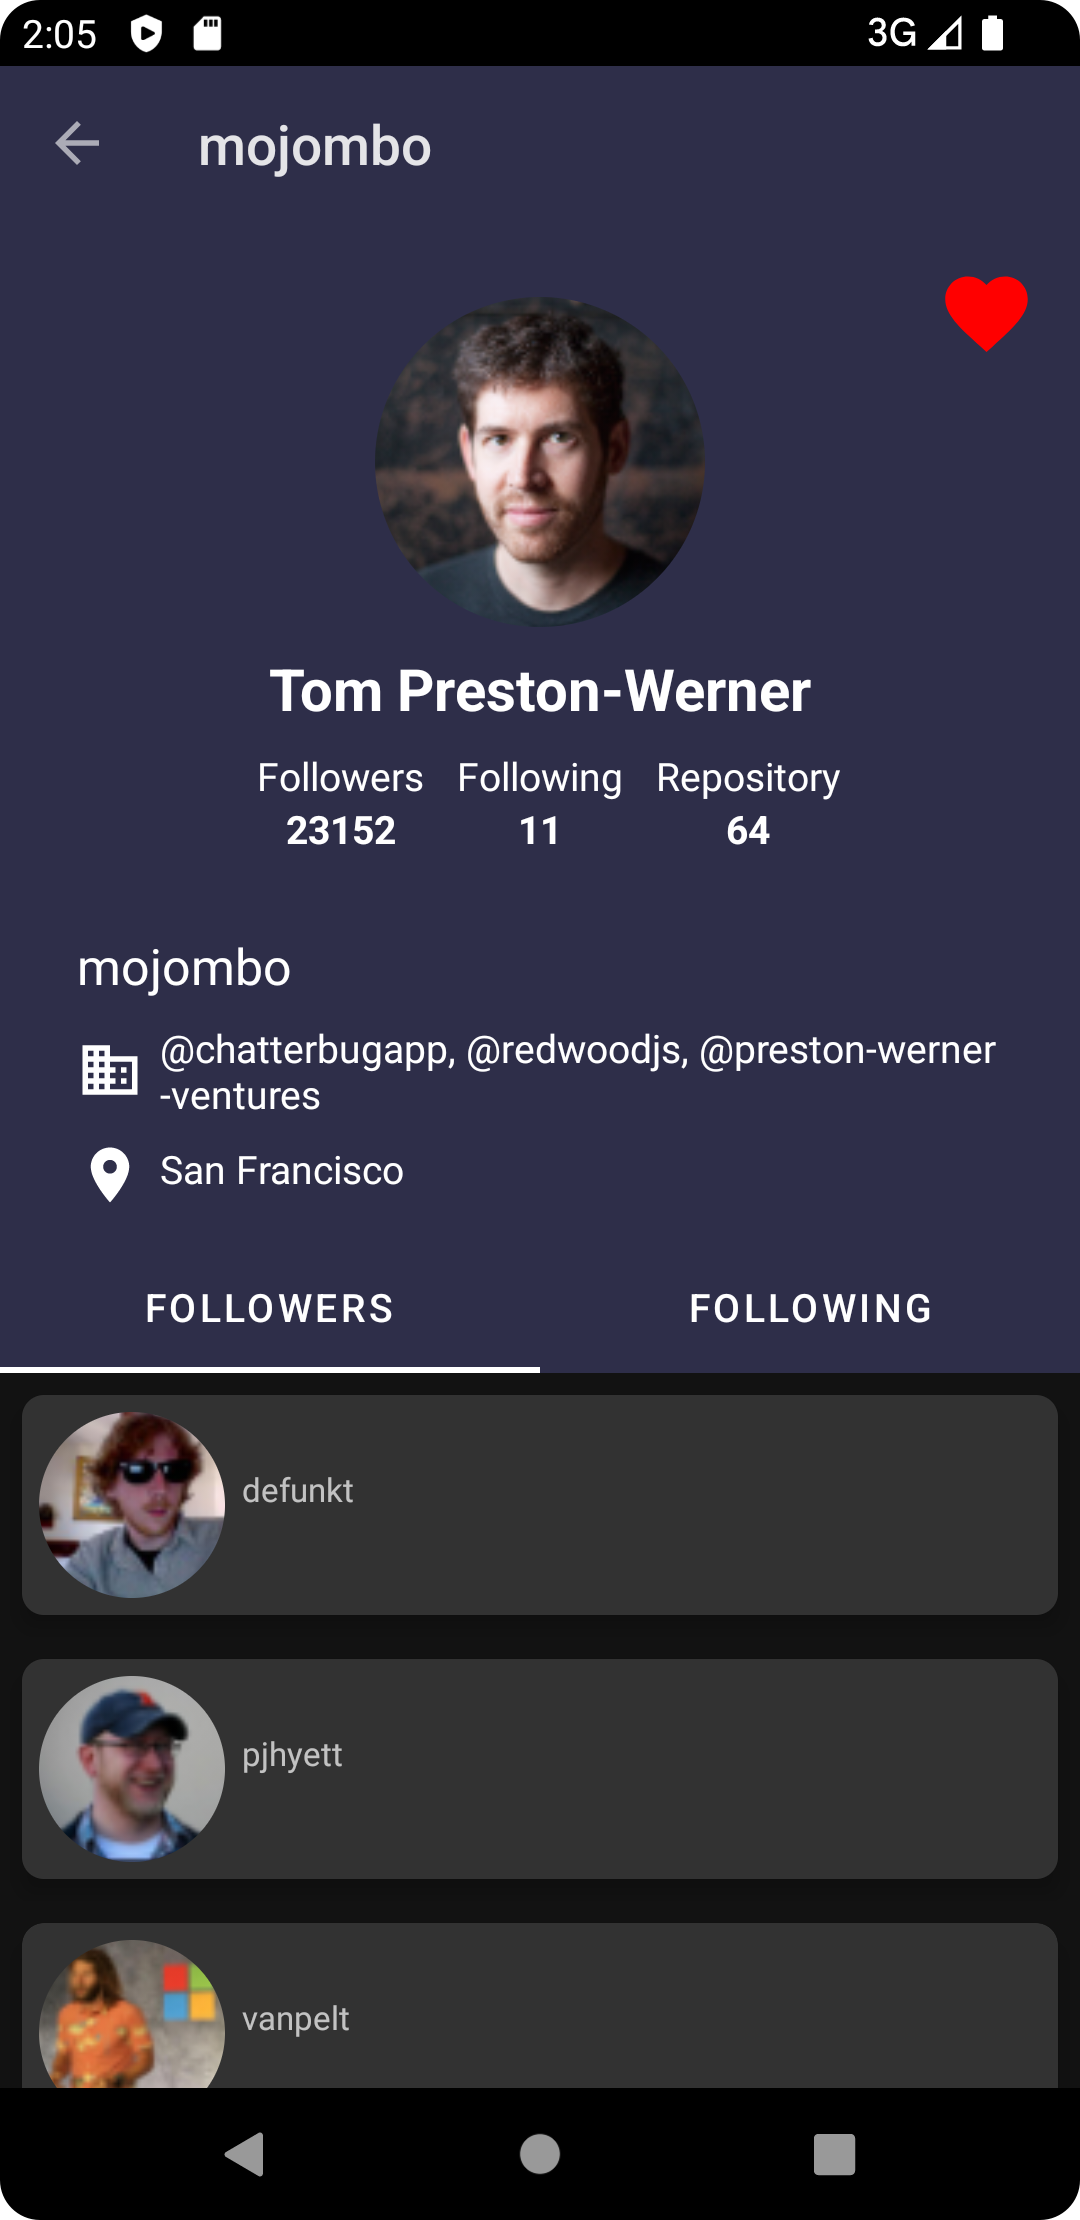 2:05
3G
mojombo
Tom Preston-Werner
Followers Following Repository
23152 11 64
mojombo
@chatterbugapp, @redwoodjs, @preston-werner
-ventures
San Francisco
FOLLOWERS FOLLOWING
defunkt
pjhyett
vanpelt